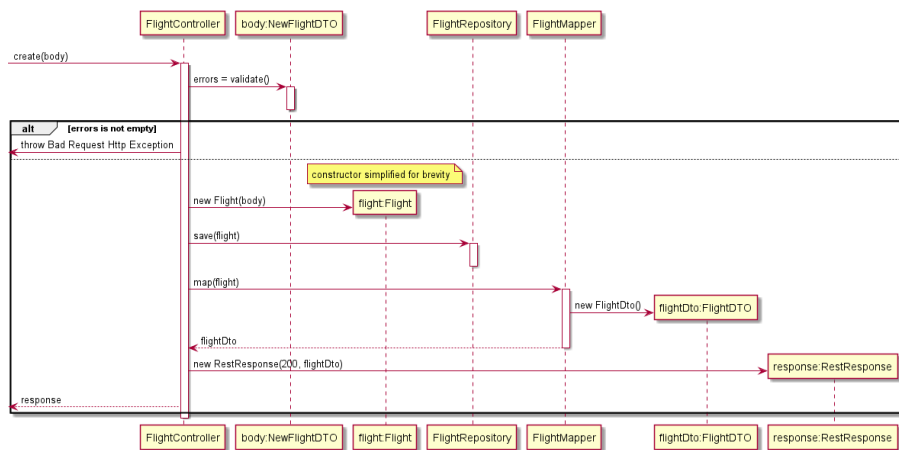 FlightController
body:NewFlightDTO
FlightRepository
FlightMapper
create(body)
errors = validate()
alt
[errors is not empty]
throw Bad Request Http Exception
constructor simplified for brevity
new Flight(body)
flight:Flight
save(flight)
map(flight)
new FlightDto()
flightDto:FlightDTO
flightDto
new RestResponse(200, flightDto)
response:RestResponse
response
FlightController
body:NewFlightDTO
flight:Flight
FlightRepository
FlightMapper
flightDto:FlightDTO
response:RestResponse